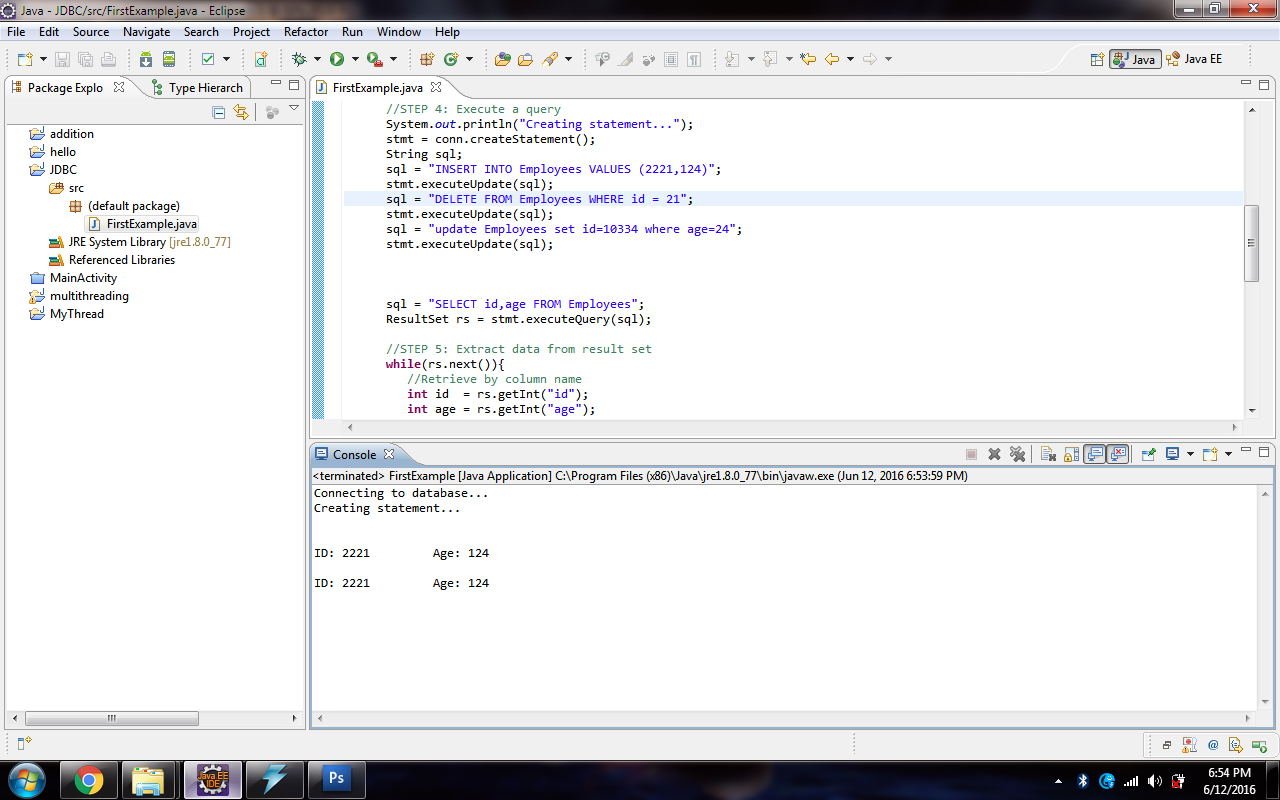 Java - JDBC/src/FirstExample.java - Eclipse
File Edit Source Navigate Search Project Refactor Run Window Help
Java Java EE
Package Explo Type Hierarch
addition
hello
JDBC
src
(default package)
FirstExample.java
JRE System Library [jre1.8.0_77]
Referenced Libraries
MainActivity
multithreading
MyThread
FirstExample.java
//STEP 4: Execute a query
System.out.println("Creating statement...");
stmt = conn.createStatement();
String sql;
sql = "INSERT INTO Employees VALUES (2221,124)";
stmt.executeUpdate(sql);
sql = "DELETE FROM Employees WHERE id = 21";
stmt.executeUpdate(sql);
sql = "update Employees set id=10334 where age=24";
stmt.executeUpdate(sql);
sql = "SELECT id,age FROM Employees";
ResultSet rs = stmt.executeQuery(sql);
//STEP 5: Extract data from result set
while(rs.next()){
//Retrieve by column name
int id  = rs.getInt("id");
int age = rs.getInt("age");
Console
<terminated> FirstExample [Java Application] C:\Program Files (x86)\Java\jre1.8.0_77\bin\javaw.exe (Jun 12, 2016 6:53:59 PM)
Connecting to database...
Creating statement...
ID: 2221 Age: 124
ID: 2221 Age: 124
Java EE
IDE
Ps
6:54 PM
6/12/2016